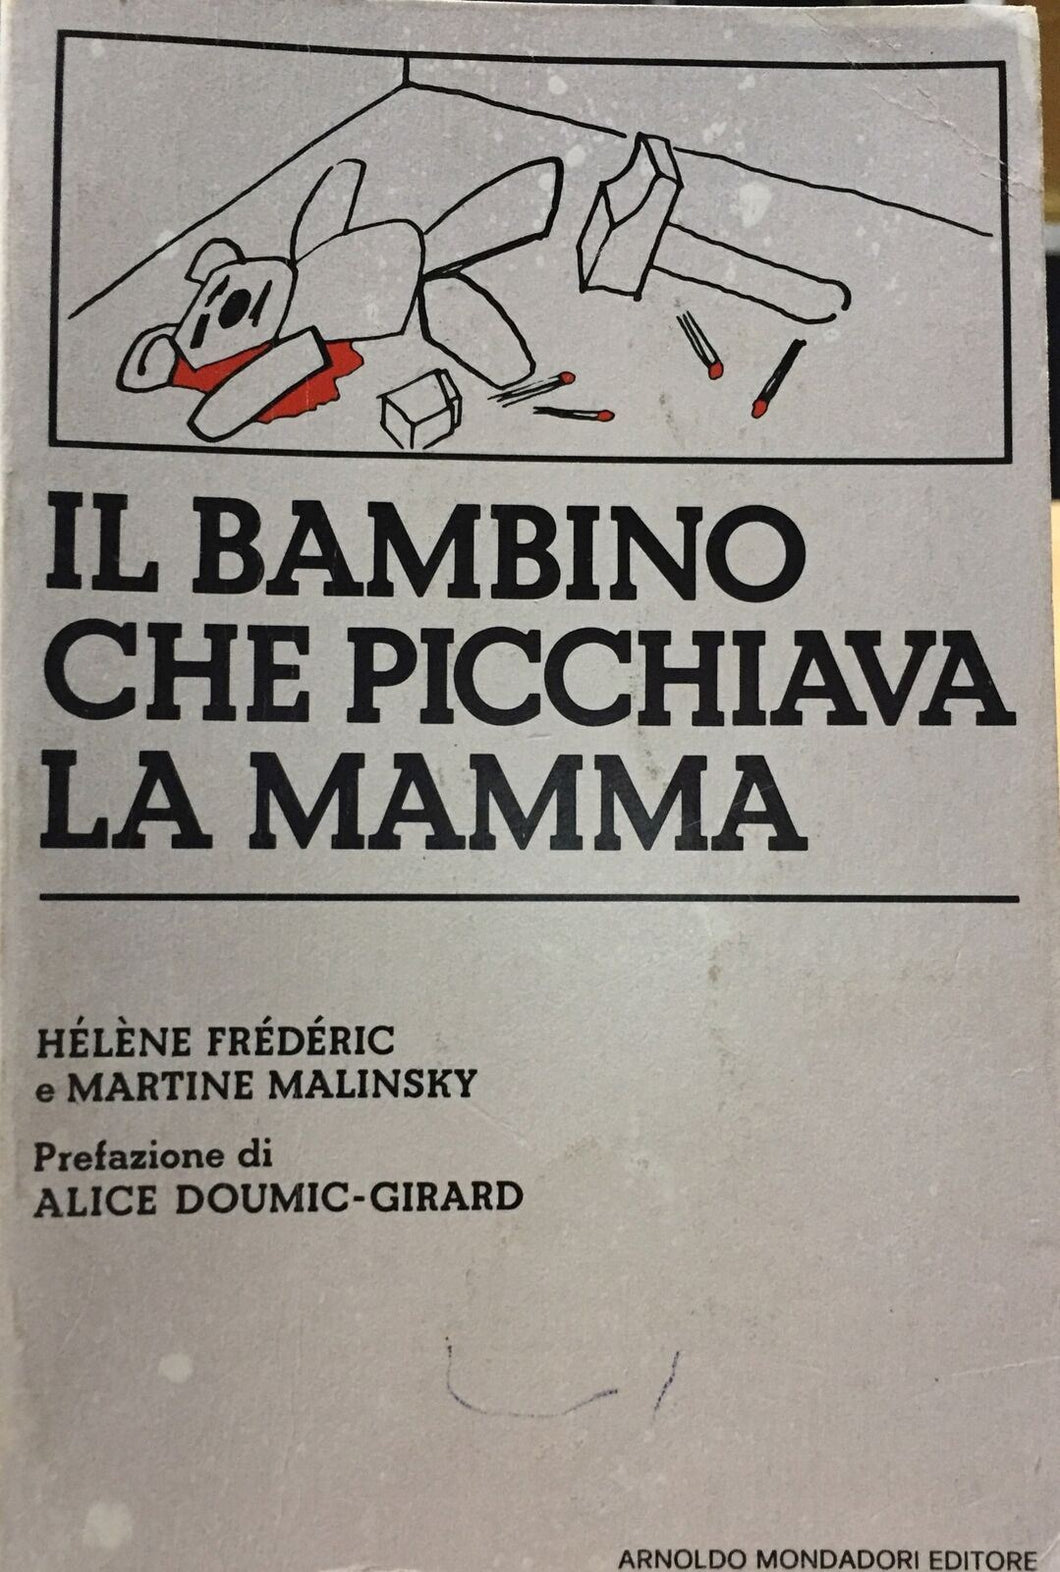 IL BAMBINO
CHE PICCHIAVA
LA MAMMA
HÉLÈNE FRÉDÉRIC
e MARTINE MALINSKY
Prefazione di
ALICE DOUMIC-GIRARD
ARNOLDO MONDADORI EDITORE